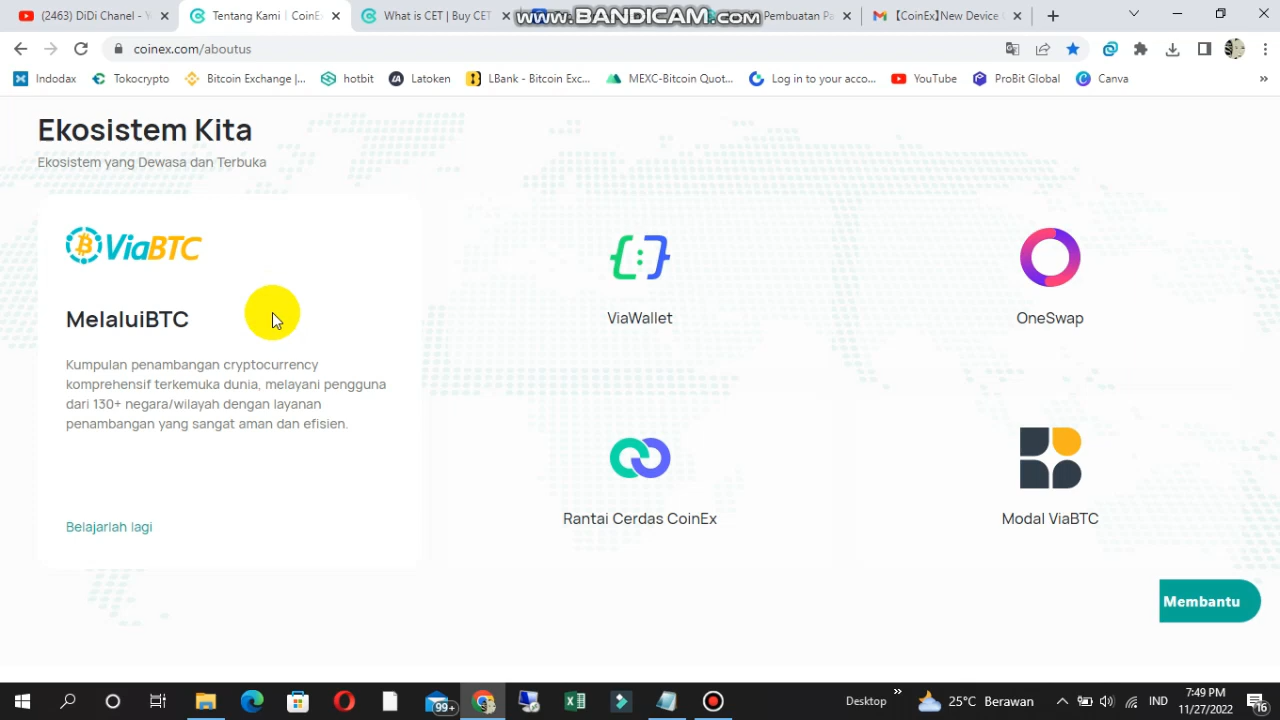 (2463) DiDi Channel - Y
Tentang Kami | CoinEx
What is CET | Buy CET
Pembuatan Pa
【CoinEx】New Device
www.BANDICAM.com
coinex.com/aboutus
Indodax
Tokocrypto
Bitcoin Exchange |...
hotbit
Latoken
LBank - Bitcoin Exc...
MEXC-Bitcoin Quot...
Log in to your acco...
YouTube
ProBit Global
Canva
»
Ekosistem Kita
Ekosistem yang Dewasa dan Terbuka
ViaBTC
MelaluiBTC
Kumpulan penambangan cryptocurrency
komprehensif terkemuka dunia, melayani pengguna
dari 130+ negara/wilayah dengan layanan
penambangan yang sangat aman dan efisien.
Belajarlah lagi
ViaWallet
OneSwap
Rantai Cerdas CoinEx
Modal ViaBTC
Membantu
99+
Desktop
»
25°C Berawan
IND
7:49 PM
11/27/2022
16